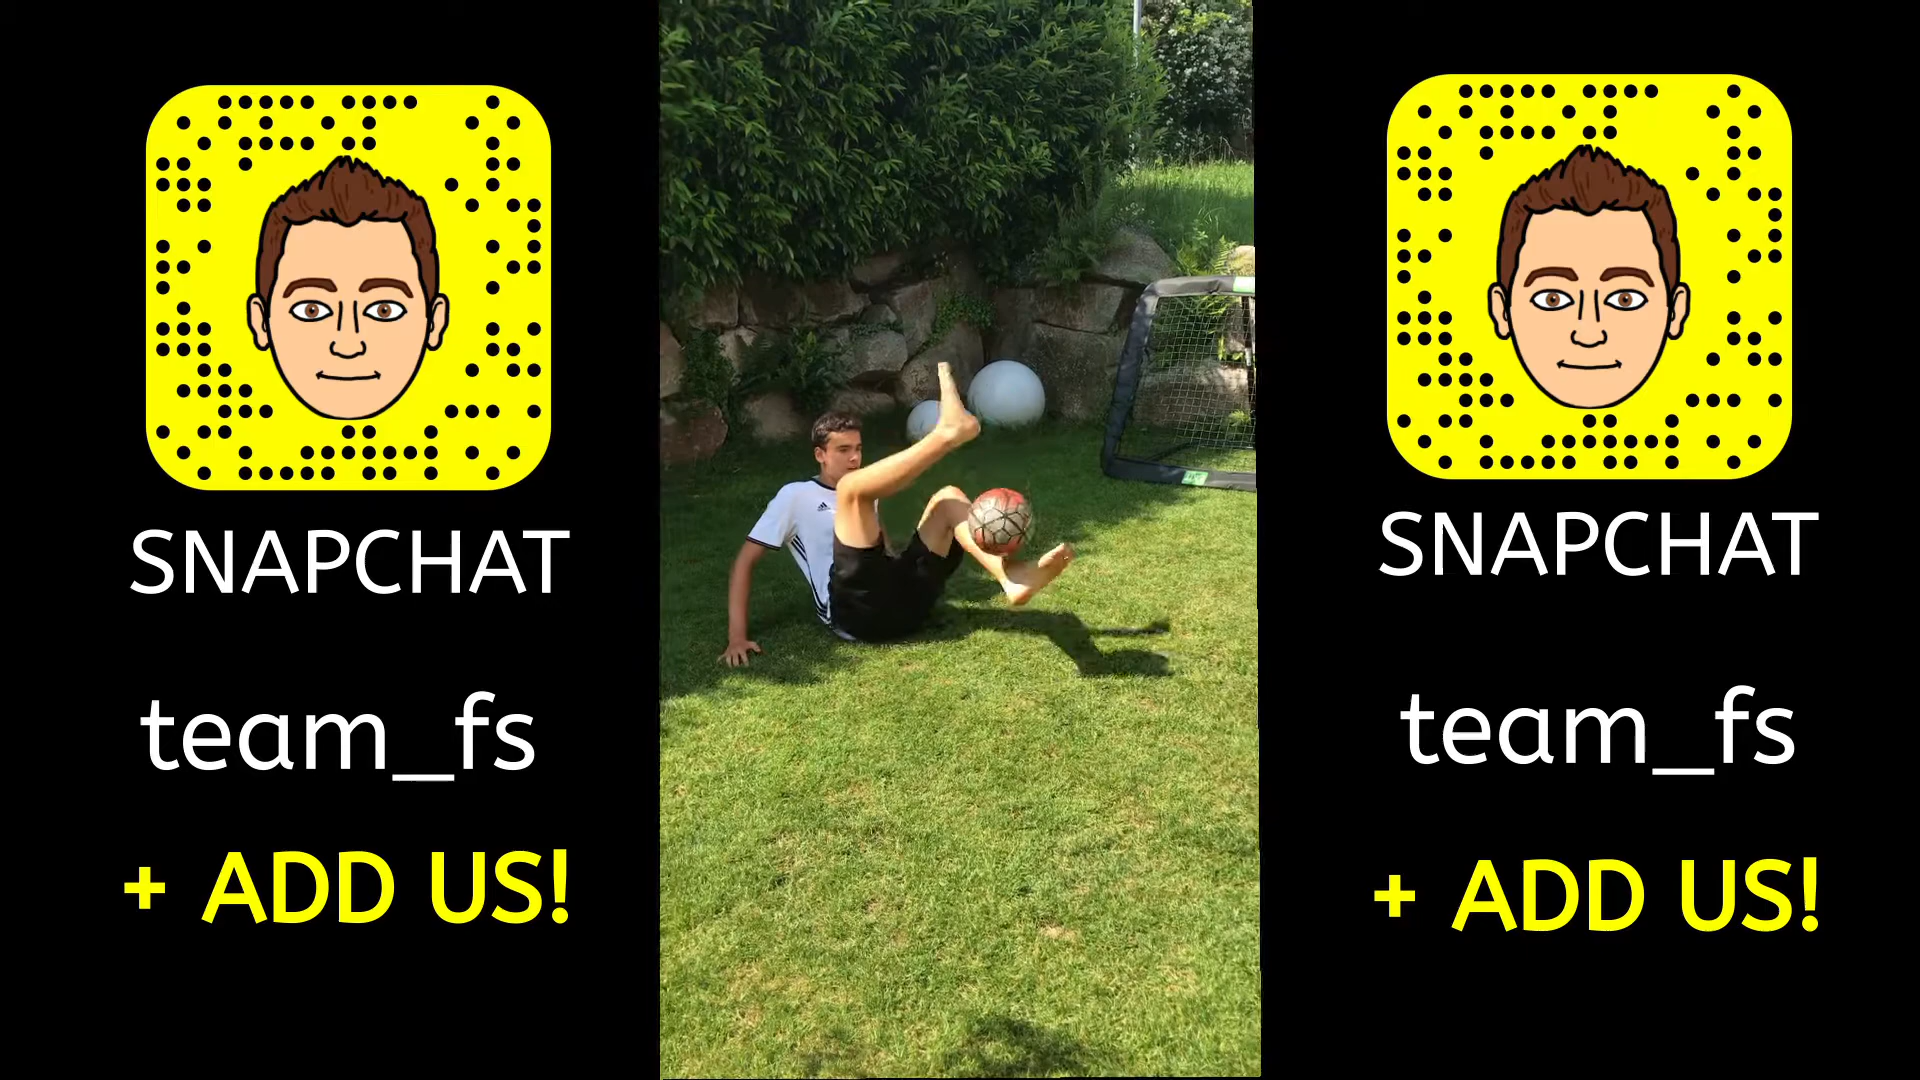 SNAPCHAT
team_fs
+ ADD US!
SNAPCHAT
team_fs
+ ADD US!